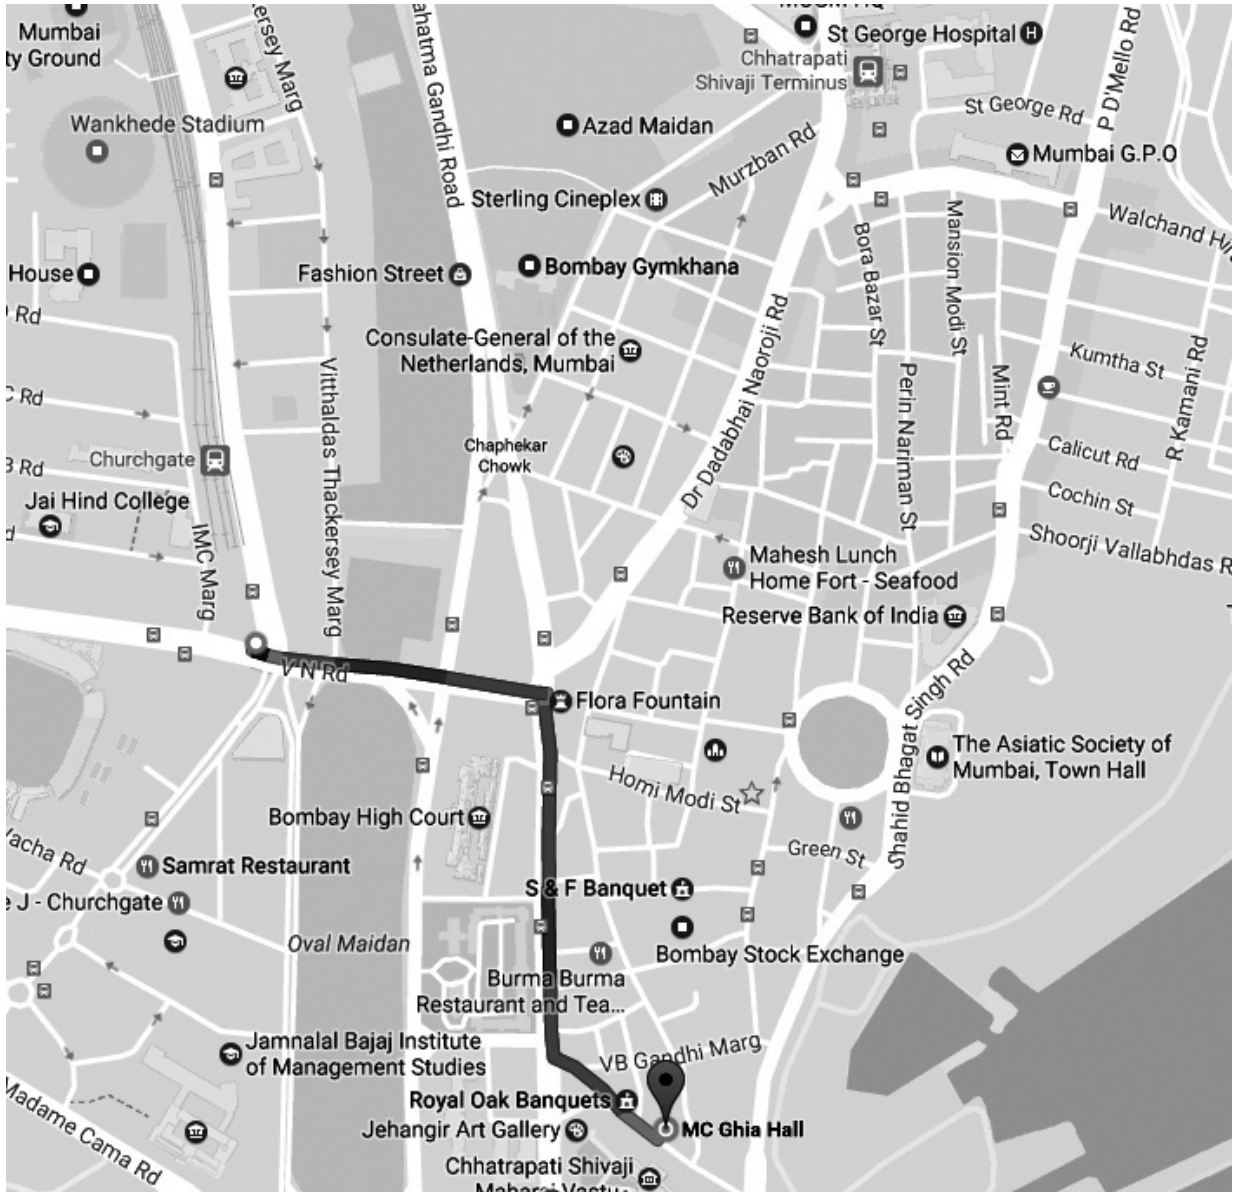 Mumbai
ty Ground
Wankhede Stadium
kersey Marg
ahatma Gandhi Road
St George Hospital
H
Chhatrapati
Shivaji Terminus
St George Rd
P D'Mello Rd
Azad Maidan
Murzban Rd
Mumbai G.P.O
Sterling Cineplex
Walchand Hir
Mansion Modi St
Bora Bazar St
House
Fashion Street
Bombay Gymkhana
Rd
Consulate-General of the
Netherlands, Mumbai
Dr Dadabhai Naoroji Rd
Kumtha St
R Kamani Rd
Perin Nariman St
Mint Rd
Vitthaldas Thackersey Marg
C Rd
Chaphekar
Chowk
Calicut Rd
Churchgate
B Rd
Cochin St
Jai Hind College
IMC Marg
Shoorji Vallabhdas R
Mahesh Lunch
Home Fort - Seafood
Reserve Bank of India
V N Rd
Flora Fountain
Shahid Bhagat Singh Rd
The Asiatic Society of
Mumbai, Town Hall
Homi Modi St
Bombay High Court
Green St
Vacha Rd
Samrat Restaurant
S & F Banquet
e J - Churchgate
Oval Maidan
Bombay Stock Exchange
Burma Burma
Restaurant and Tea...
Jamnalal Bajaj Institute
of Management Studies
VB Gandhi Marg
Madame Cama Rd
Royal Oak Banquets
Jehangir Art Gallery
MC Ghia Hall
Chhatrapati Shivaji
Maharaj Vastu